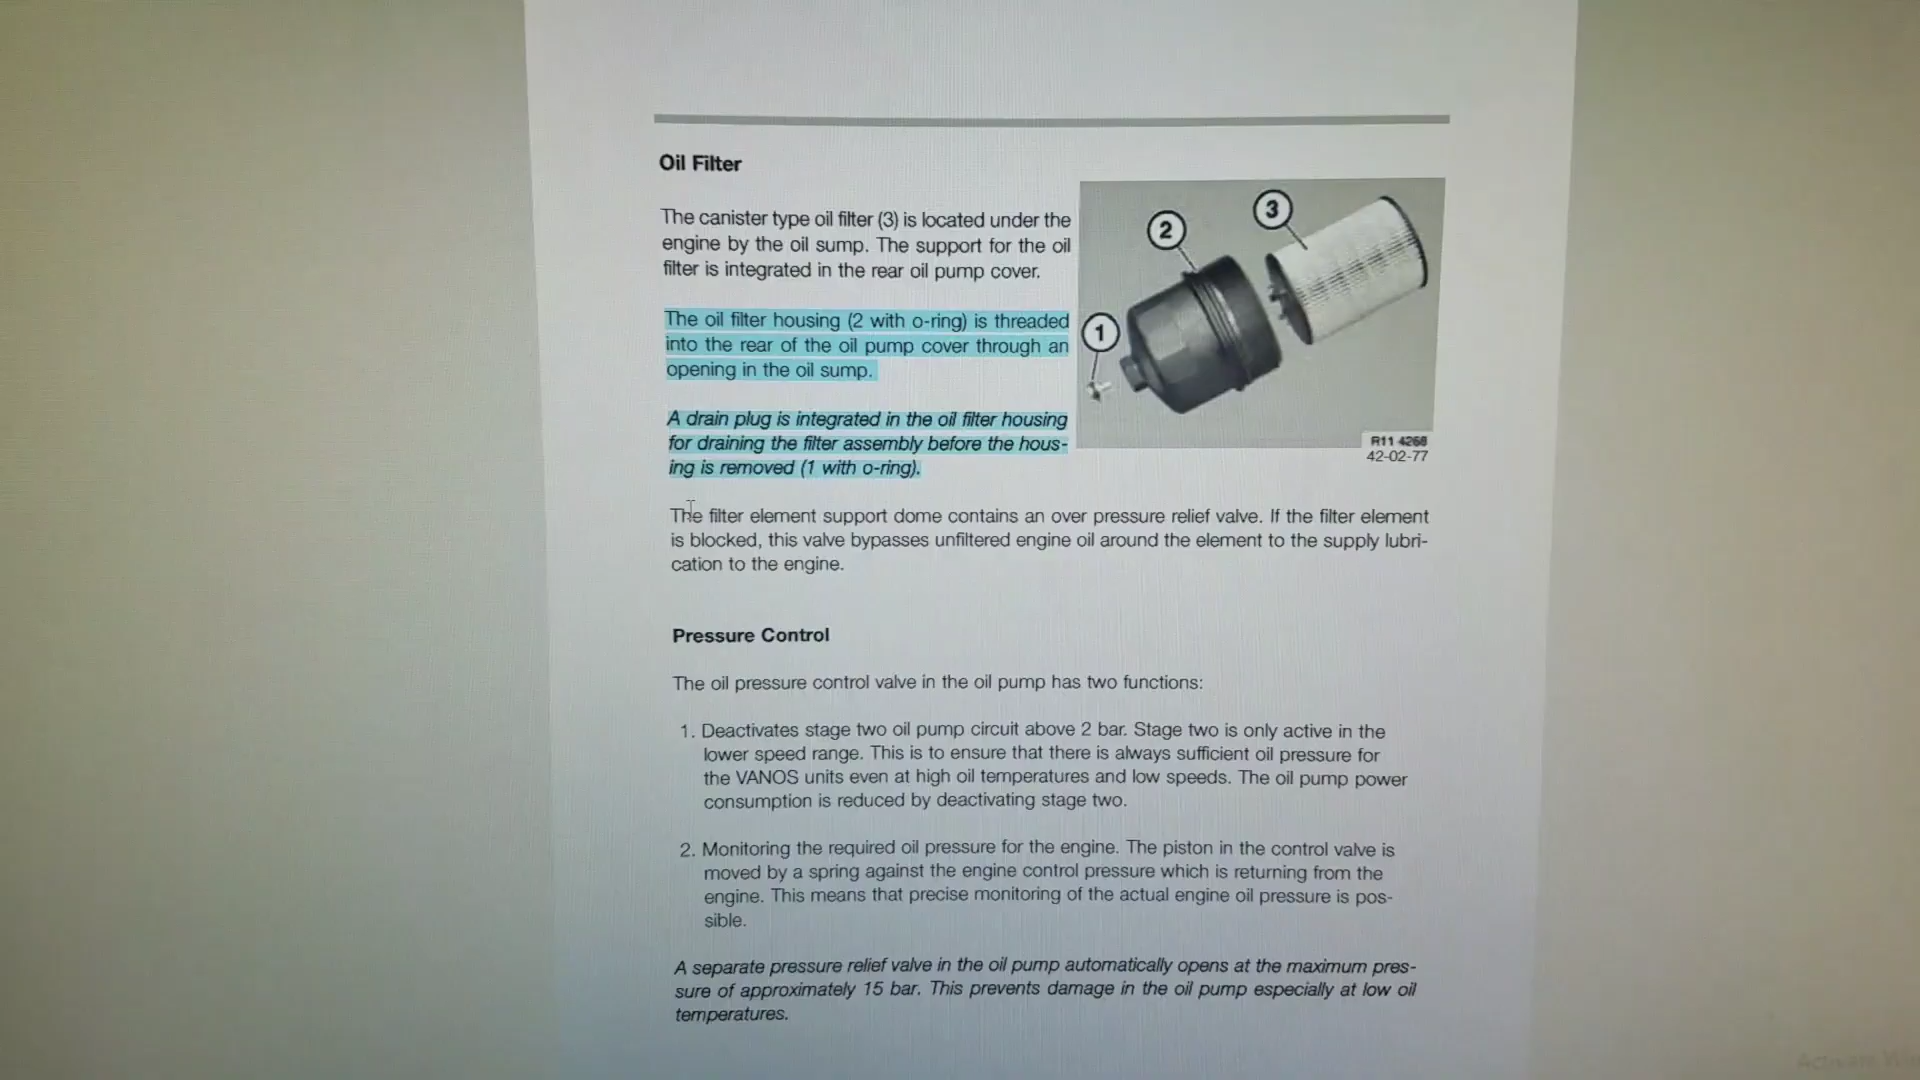 Oil Filter
The canister type oil filter (3) is located under the
engine by the oil sump. The support for the oil
filter is integrated in the rear oil pump cover.
The oil filter housing (2 with o-ring) is threaded
into the rear of the oil pump cover through an
opening in the oil sump.
A drain plug is integrated in the oil filter housing
for draining the filter assembly before the hous-
ing is removed (1 with o-ring).
1
2
3
R11 4268
42-02-77
The filter element support dome contains an over pressure relief valve. If the filter element
is blocked, this valve bypasses unfiltered engine oil around the element to the supply lubri-
cation to the engine.
Pressure Control
The oil pressure control valve in the oil pump has two functions:
1. Deactivates stage two oil pump circuit above 2 bar. Stage two is only active in the
lower speed range. This is to ensure that there is always sufficient oil pressure for
the VANOS units even at high oil temperatures and low speeds. The oil pump power
consumption is reduced by deactivating stage two.
2. Monitoring the required oil pressure for the engine. The piston in the control valve is
moved by a spring against the engine control pressure which is returning from the
engine. This means that precise monitoring of the actual engine oil pressure is pos-
sible.
A separate pressure relief valve in the oil pump automatically opens at the maximum pres-
sure of approximately 15 bar. This prevents damage in the oil pump especially at low oil
temperatures.